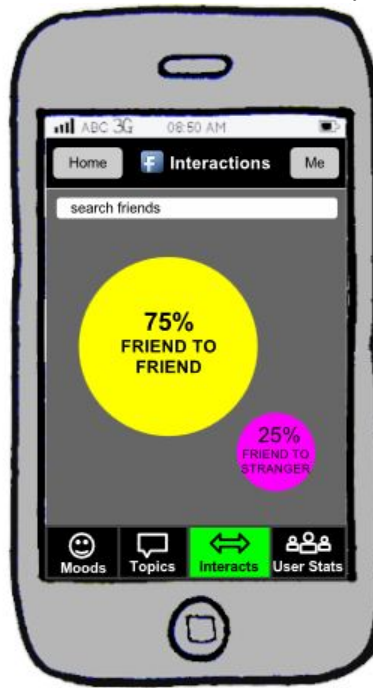 ABC 3G 08:50 AM
Home F Interactions Me
search friends
75%
FRIEND TO
FRIEND
25%
FRIEND TO
STRANGER
Moods Topics Interacts User Stats